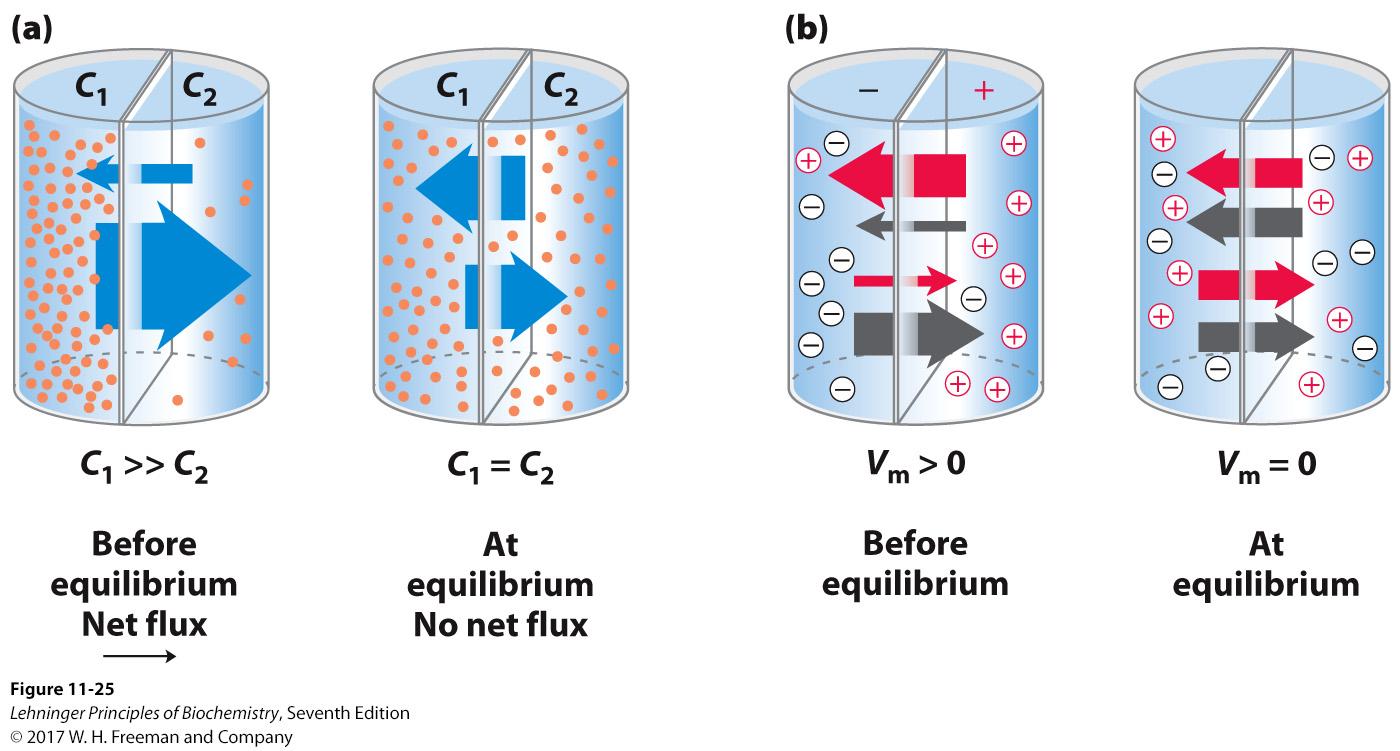 (a)
C1 C2
C1 C2
C1 >> C2
C1 = C2
Before
equilibrium
Net flux
At
equilibrium
No net flux
(b)
− +
+ − − − − − − − + + + + + − + + +
+ − + − + + − + − + − − + − − +
Vm > 0
Vm = 0
Before
equilibrium
At
equilibrium
Figure 11-25
Lehninger Principles of Biochemistry, Seventh Edition
© 2017 W. H. Freeman and Company